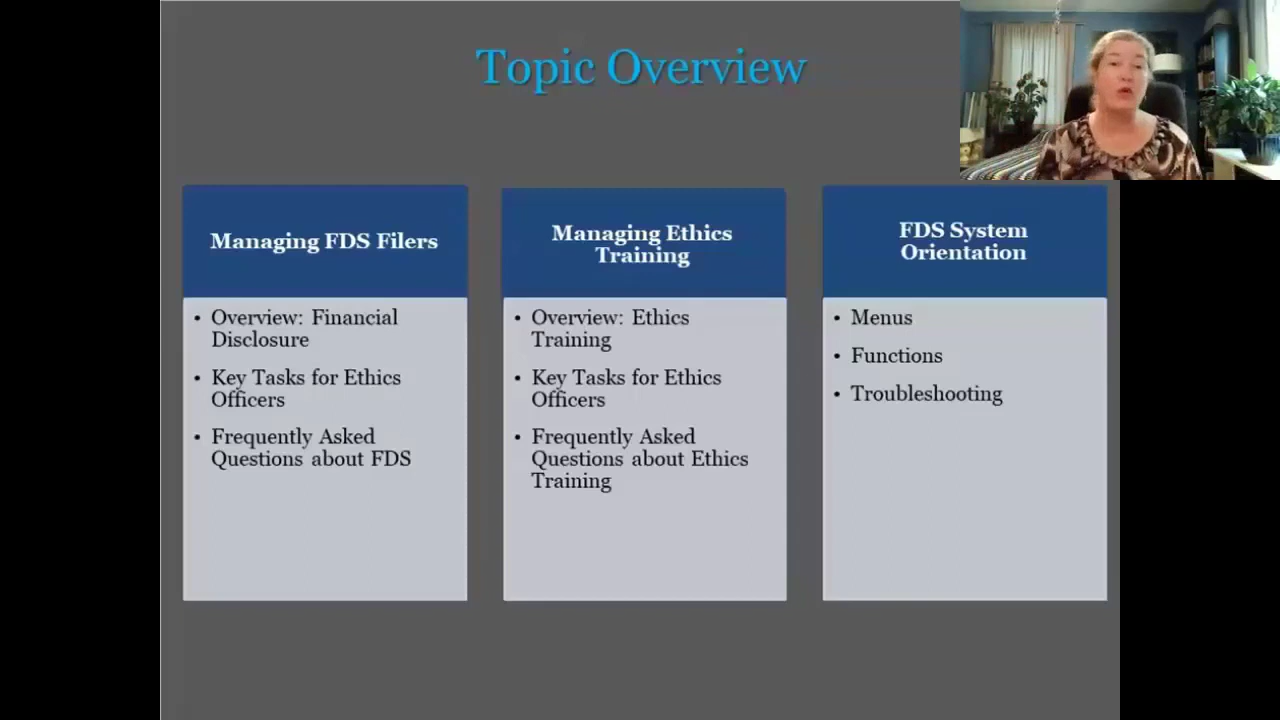 Topic Overview
Managing FDS Filers
• Overview: Financial
Disclosure
• Key Tasks for Ethics
Officers
• Frequently Asked
Questions about FDS
Managing Ethics
Training
• Overview: Ethics
Training
• Key Tasks for Ethics
Officers
• Frequently Asked
Questions about Ethics
Training
FDS System
Orientation
• Menus
• Functions
• Troubleshooting